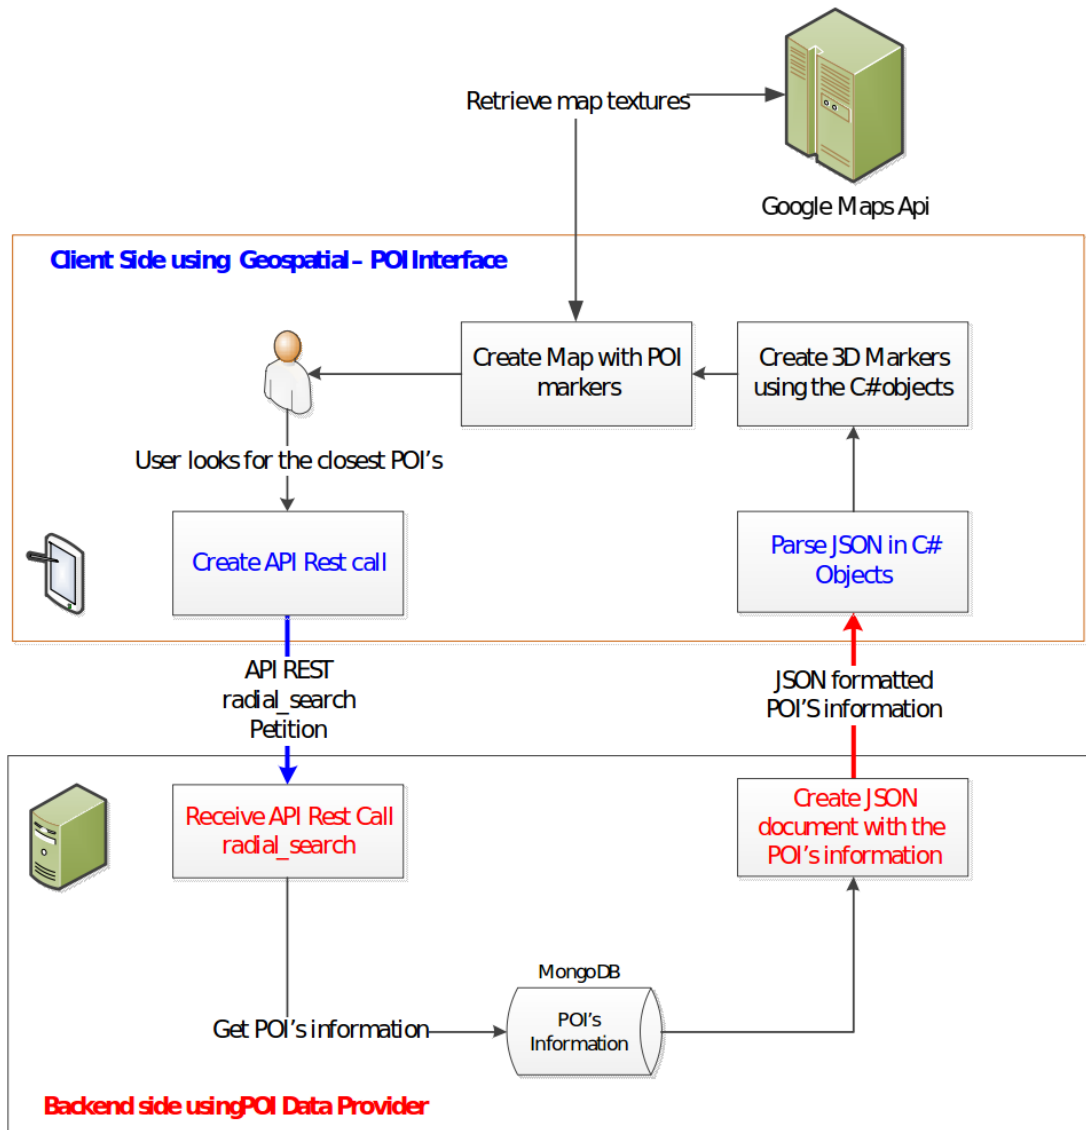 Retrieve map textures
Google Maps Api
Client Side using Geospatial – POI Interface
Create Map with POI
markers
Create 3D Markers
using the C# objects
User looks for the closest POI's
Create API Rest call
Parse JSON in C#
Objects
API REST
radial_search
Petition
JSON formatted
POI'S information
Receive API Rest Call
radial_search
Create JSON
document with the
POI's information
MongoDB
POI's
Information
Get POI's information
Backend side using POI Data Provider